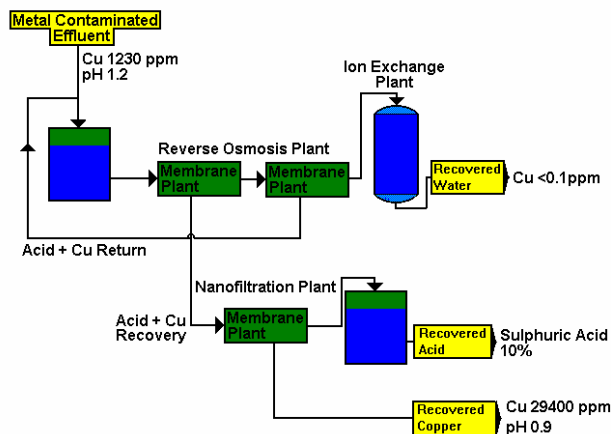 Metal Contaminated
Effluent
Cu 1230 ppm
pH 1.2
Ion Exchange
Plant
Reverse Osmosis Plant
Membrane
Plant
Membrane
Plant
Recovered
Water
Cu <0.1ppm
Acid + Cu Return
Nanofiltration Plant
Acid + Cu
Recovery
Membrane
Plant
Recovered
Acid
Sulphuric Acid
10%
Recovered
Copper
Cu 29400 ppm
pH 0.9